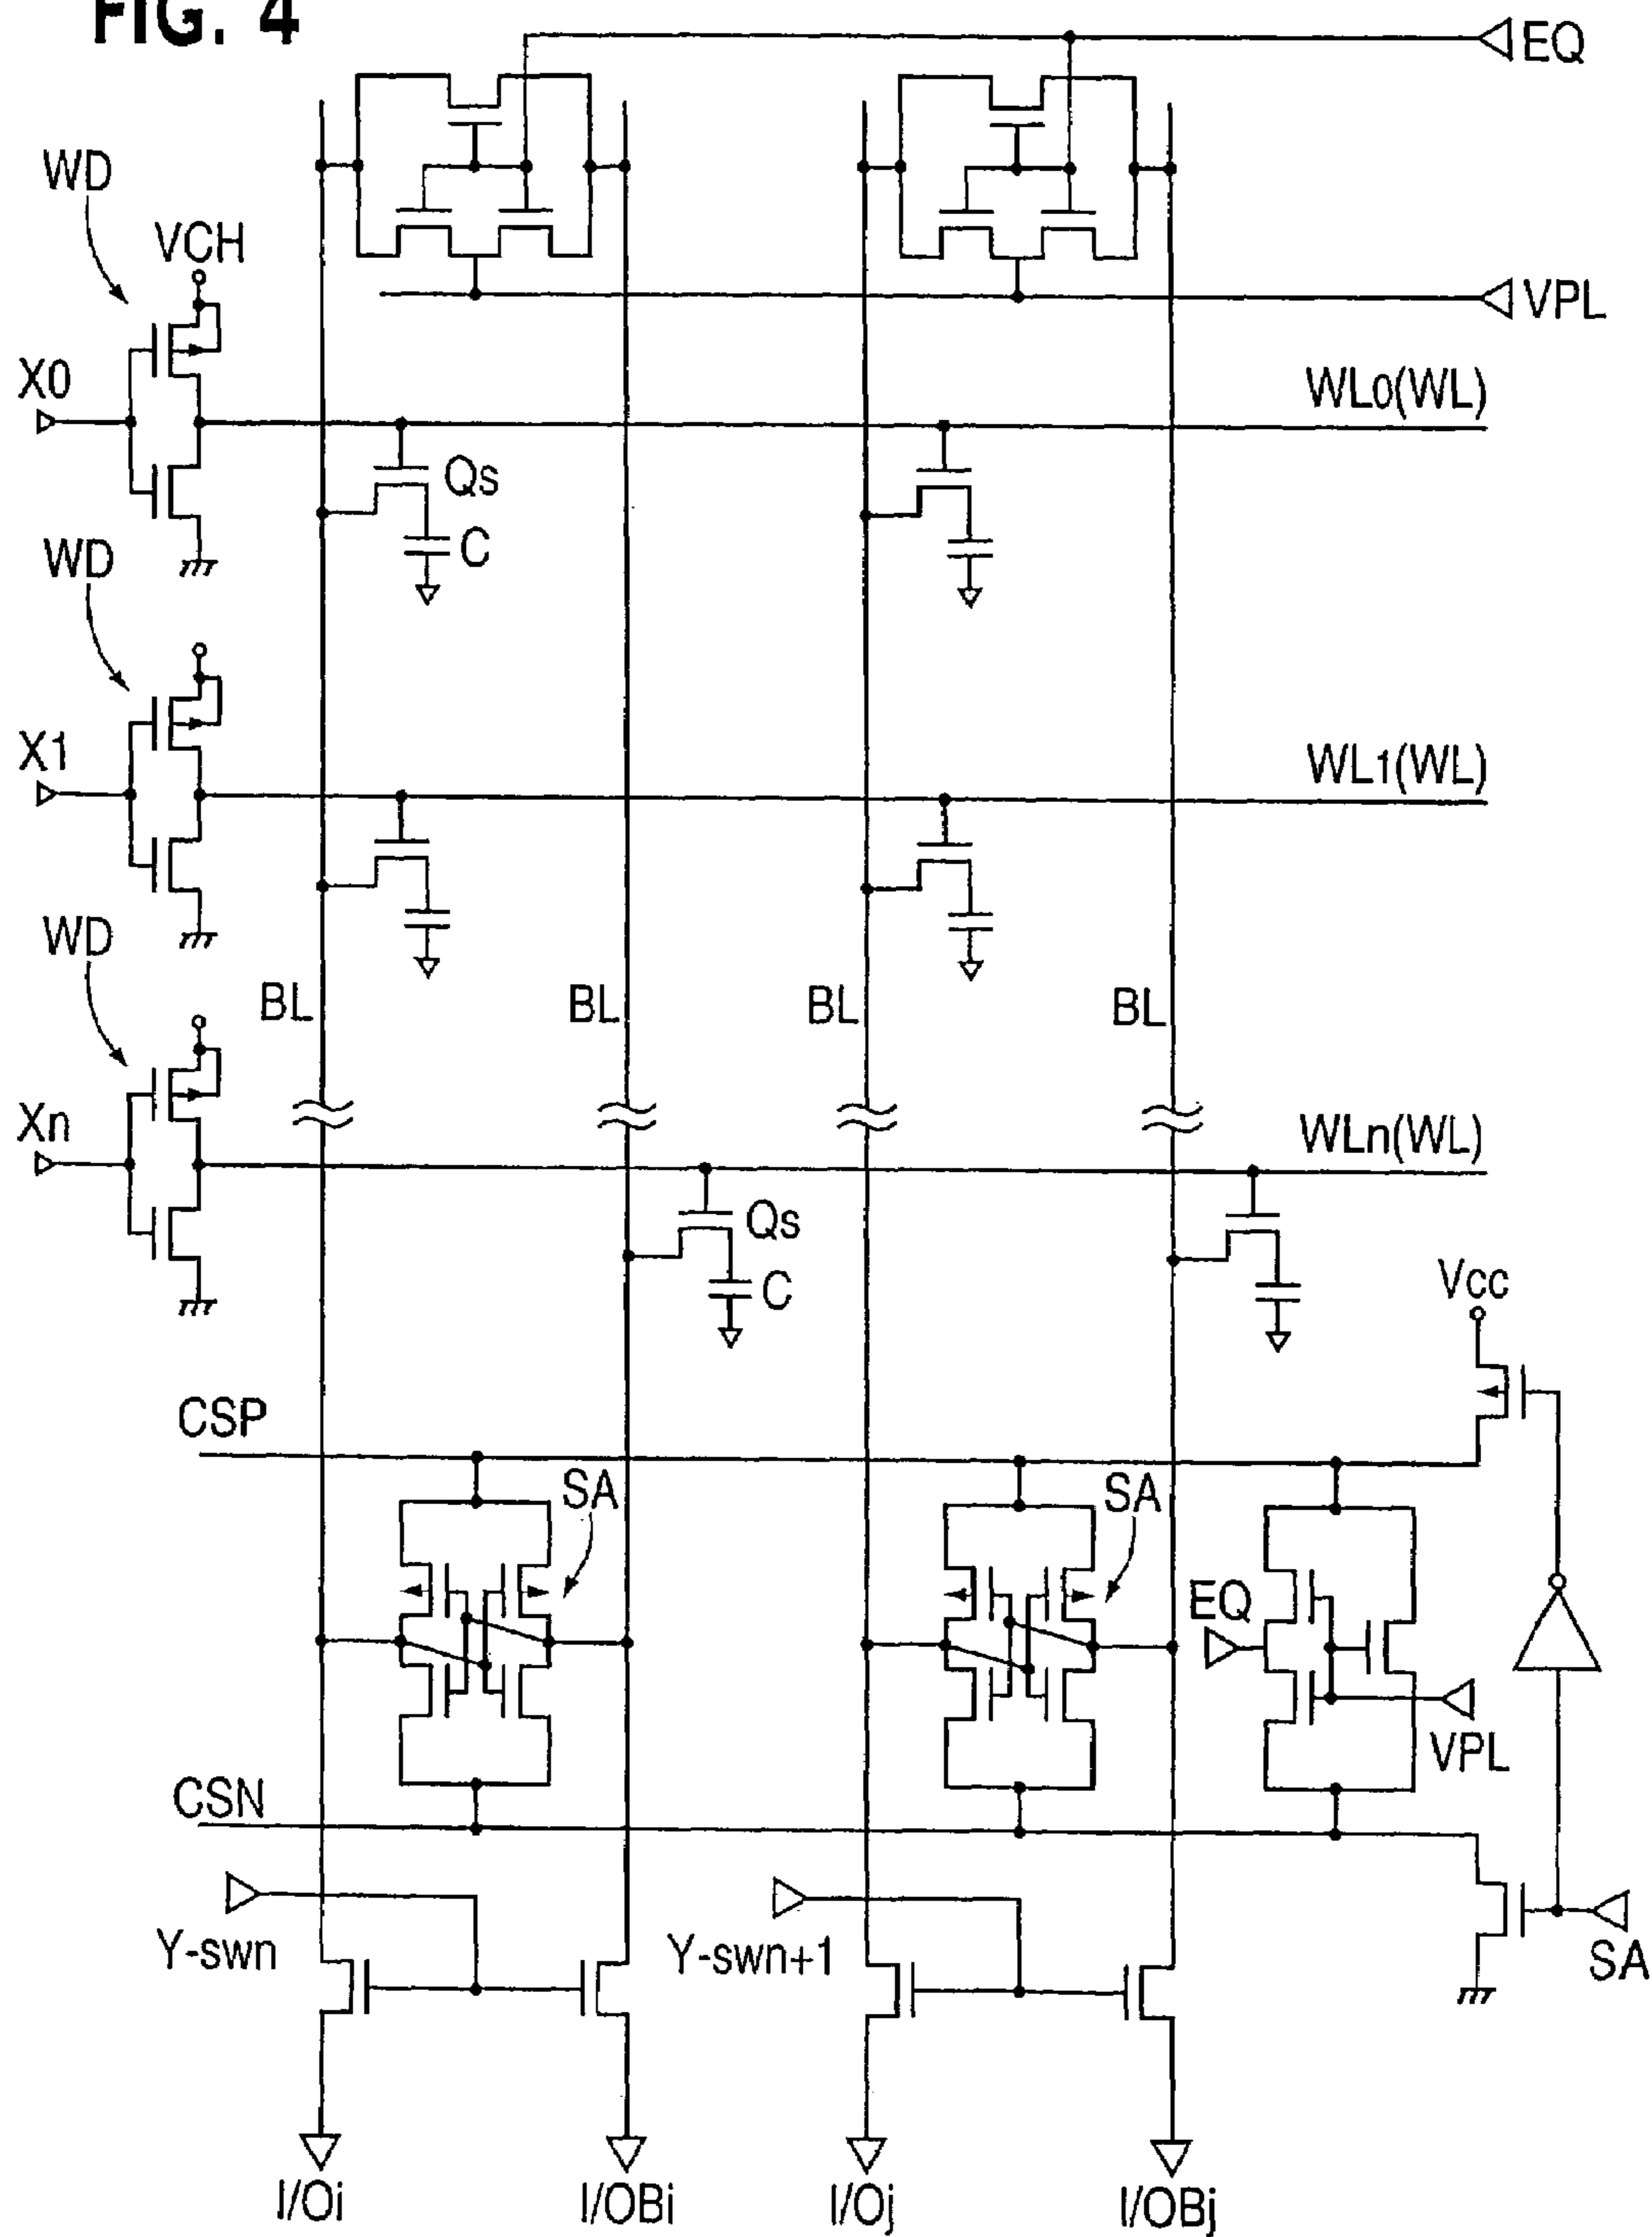 FIG. 4
EQ
WD
VCH
VPL
X0
WL0(WL)
Qs
C
WD
X1
WL1(WL)
WD
BL
BL
BL
BL
Xn
WLn(WL)
Qs
C
Vcc
CSP
SA
SA
EQ
VPL
CSN
Y-swn
Y-swn+1
SA
I/Oi
I/OBi
I/Oj
I/OBj